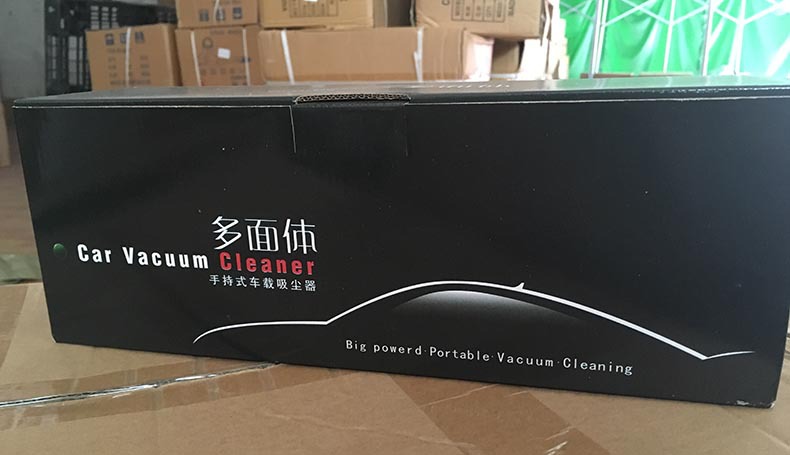 多面体
Car Vacuum Cleaner
手持式车载吸尘器
Big powerd·Portable·Vacuum·Cleaning